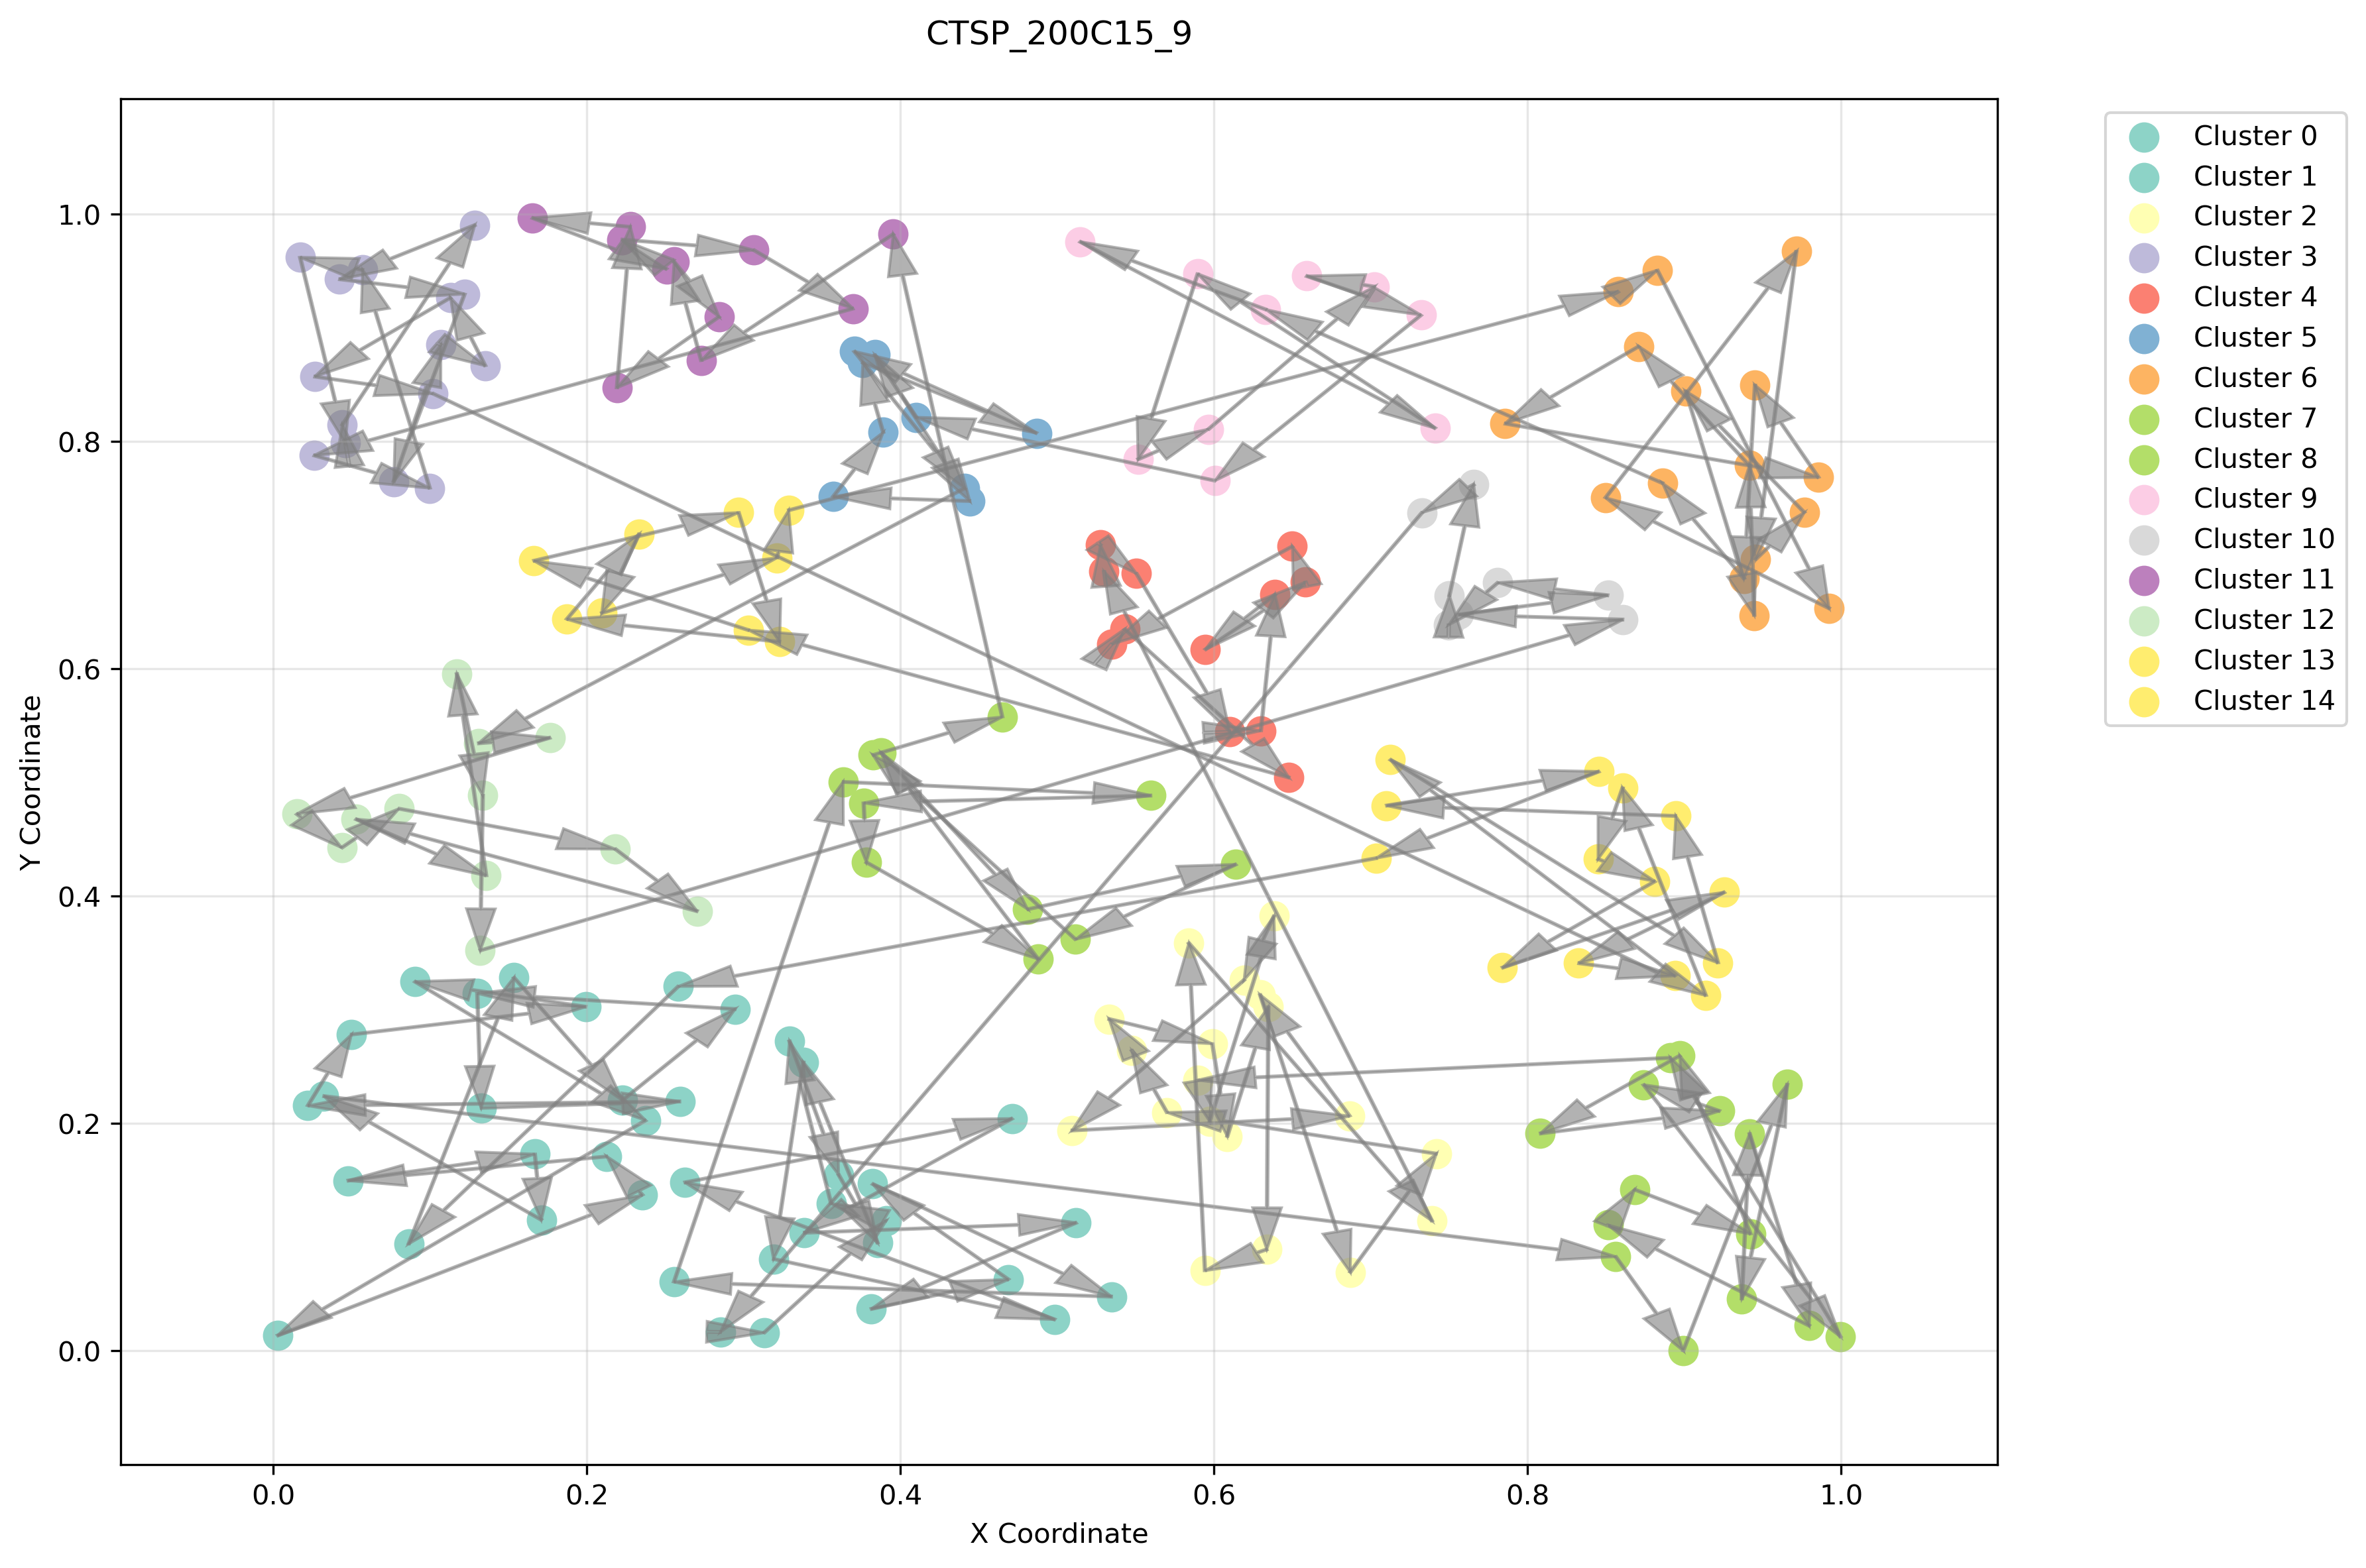 CTSP_200C15_9
Y Coordinate
1.0
0.8
0.6
0.4
0.2
0.0
0.0
0.2
0.4
0.6
0.8
1.0
X Coordinate
Cluster 0
Cluster 1
Cluster 2
Cluster 3
Cluster 4
Cluster 5
Cluster 6
Cluster 7
Cluster 8
Cluster 9
Cluster 10
Cluster 11
Cluster 12
Cluster 13
Cluster 14